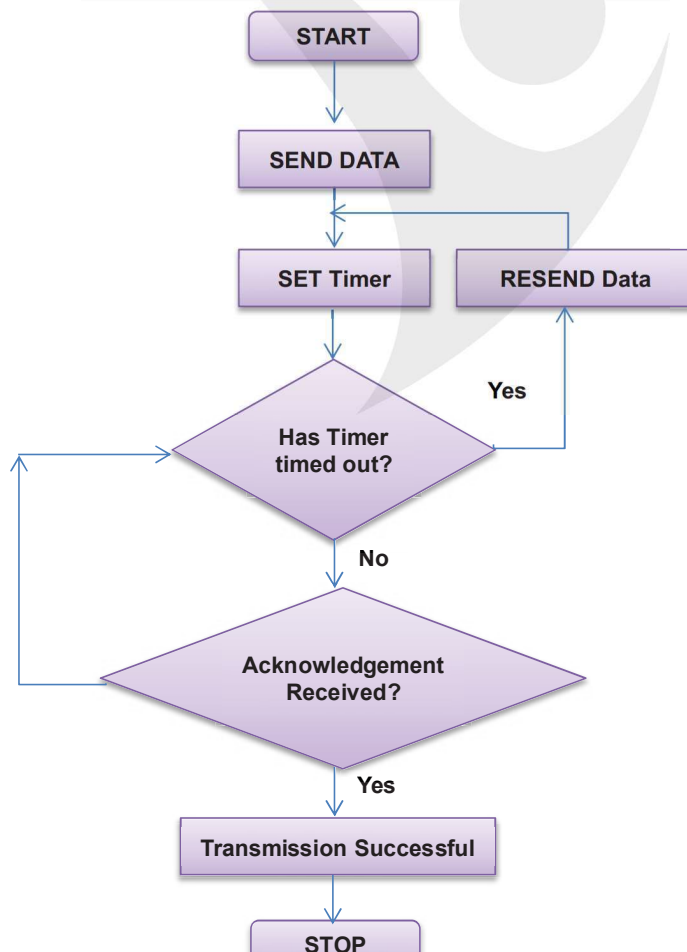 START
SEND DATA
SET Timer
RESEND Data
Yes
Has Timer
timed out?
No
Acknowledgement
Received?
Yes
Transmission Successful
STOP